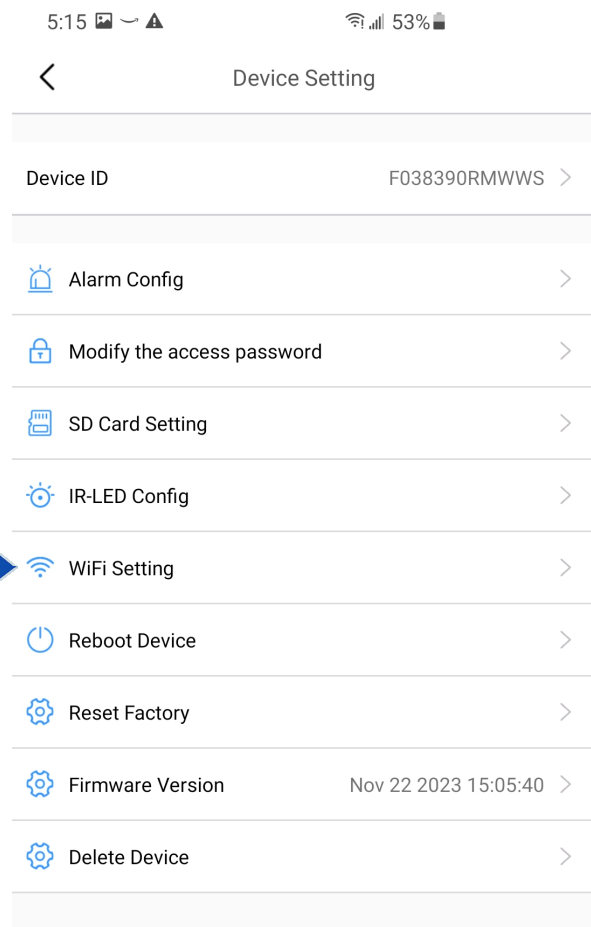 5:15 53%
Device Setting
Device ID F038390RMWWS
Alarm Config
Modify the access password
SD Card Setting
IR-LED Config
WiFi Setting
Reboot Device
Reset Factory
Firmware Version Nov 22 2023 15:05:40
Delete Device